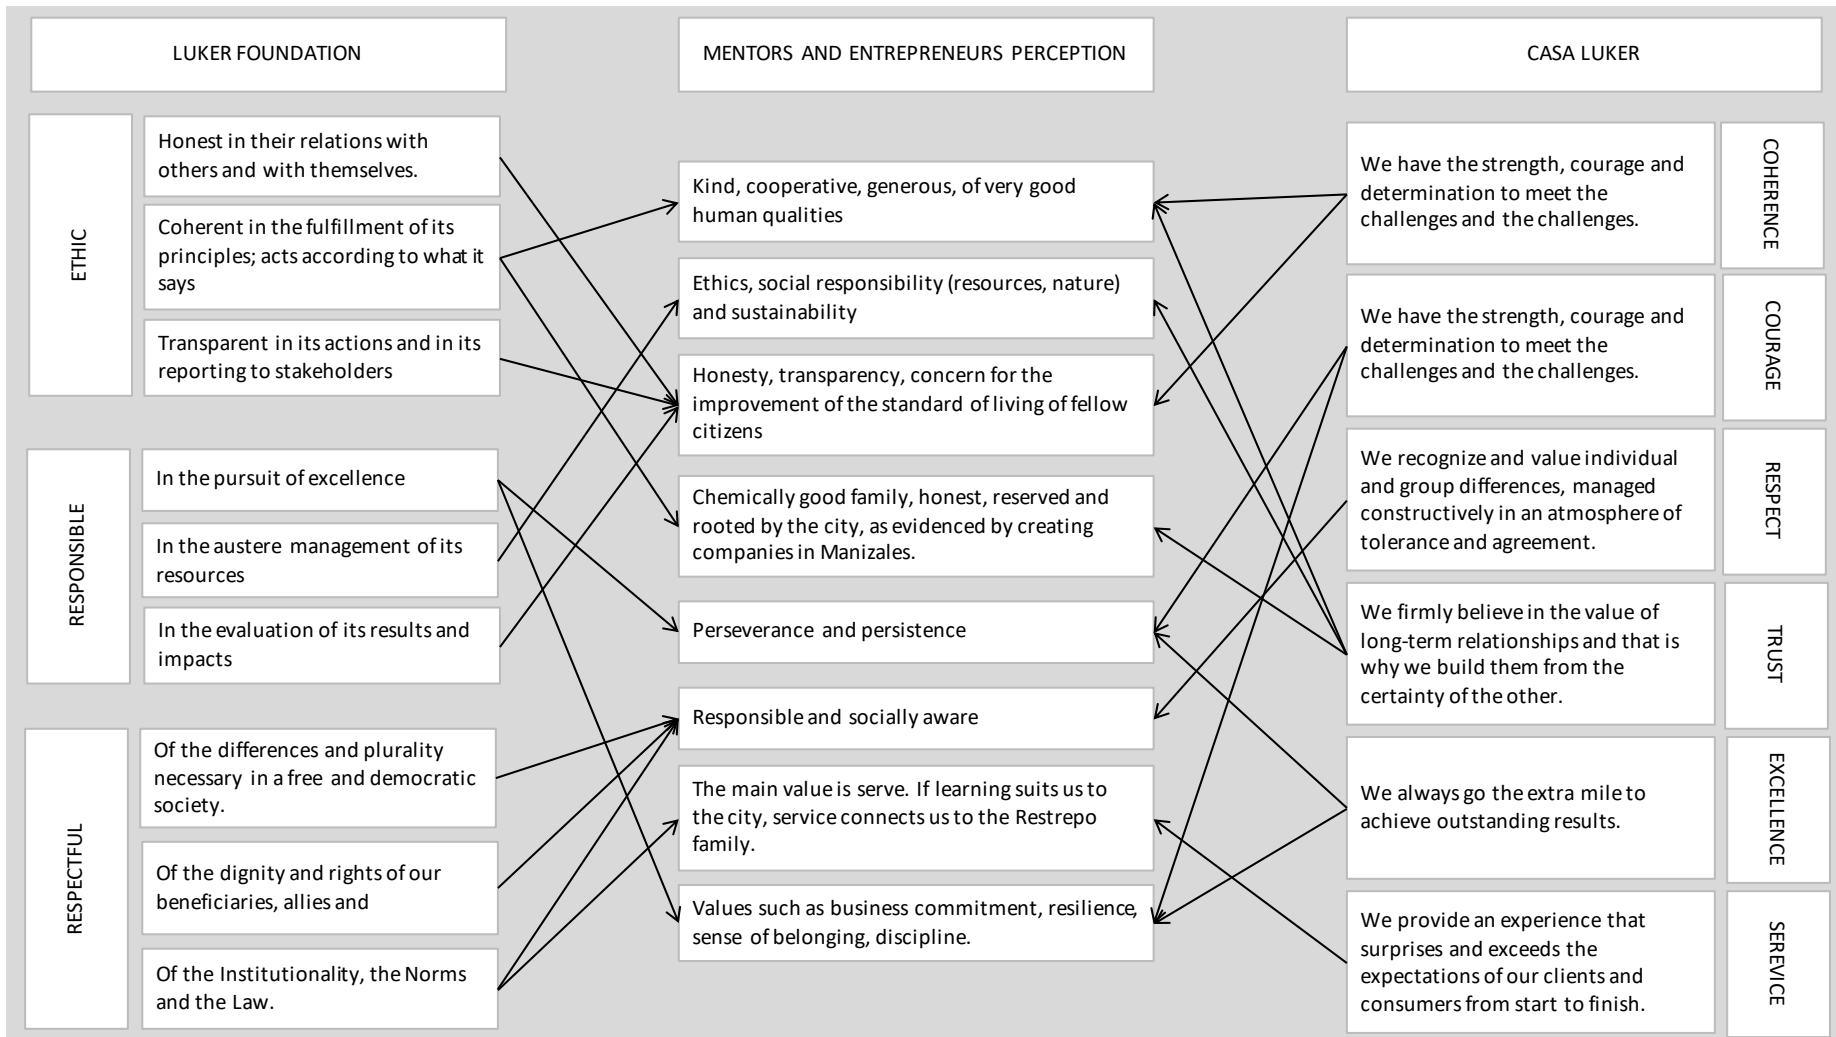 LUKER FOUNDATION
MENTORS AND ENTREPRENEURS PERCEPTION
CASA LUKER
ETHIC
Honest in their relations with
others and with themselves.
Coherent in the fulfillment of its
principles; acts according to what it
says
Transparent in its actions and in its
reporting to stakeholders
RESPONSIBLE
In the pursuit of excellence
In the austere management of its
resources
In the evaluation of its results and
impacts
RESPECTFUL
Of the differences and plurality
necessary in a free and democratic
society.
Of the dignity and rights of our
beneficiaries, allies and
Of the Institutionality, the Norms
and the Law.
Kind, cooperative, generous, of very good
human qualities
Ethics, social responsibility (resources, nature)
and sustainability
Honesty, transparency, concern for the
improvement of the standard of living of fellow
citizens
Chemically good family, honest, reserved and
rooted by the city, as evidenced by creating
companies in Manizales.
Perseverance and persistence
Responsible and socially aware
The main value is serve. If learning suits us to
the city, service connects us to the Restrepo
family.
Values such as business commitment, resilience,
sense of belonging, discipline.
We have the strength, courage and
determination to meet the
challenges and the challenges.
COHERENCE
We have the strength, courage and
determination to meet the
challenges and the challenges.
COURAGE
We recognize and value individual
and group differences, managed
constructively in an atmosphere of
tolerance and agreement.
RESPECT
We firmly believe in the value of
long-term relationships and that is
why we build them from the
certainty of the other.
TRUST
We always go the extra mile to
achieve outstanding results.
EXCELLENCE
We provide an experience that
surprises and exceeds the
expectations of our clients and
consumers from start to finish.
SEREVICE